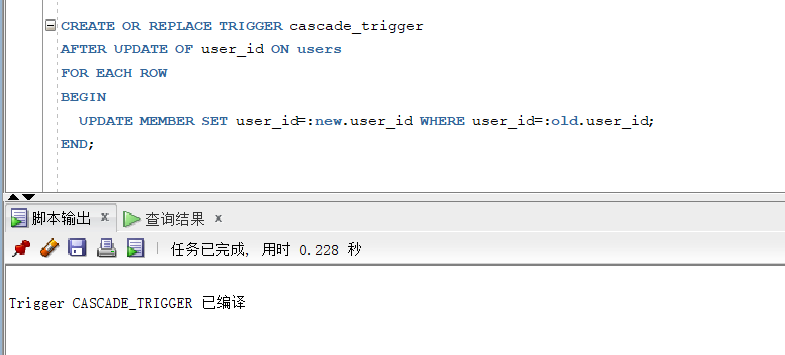 CREATE OR REPLACE TRIGGER cascade_trigger
AFTER UPDATE OF user_id ON users
FOR EACH ROW
BEGIN
UPDATE MEMBER SET user_id=:new.user_id WHERE user_id=:old.user_id;
END;
脚本输出 x 查询结果 x
任务已完成, 用时 0.228 秒
Trigger CASCADE_TRIGGER 已编译